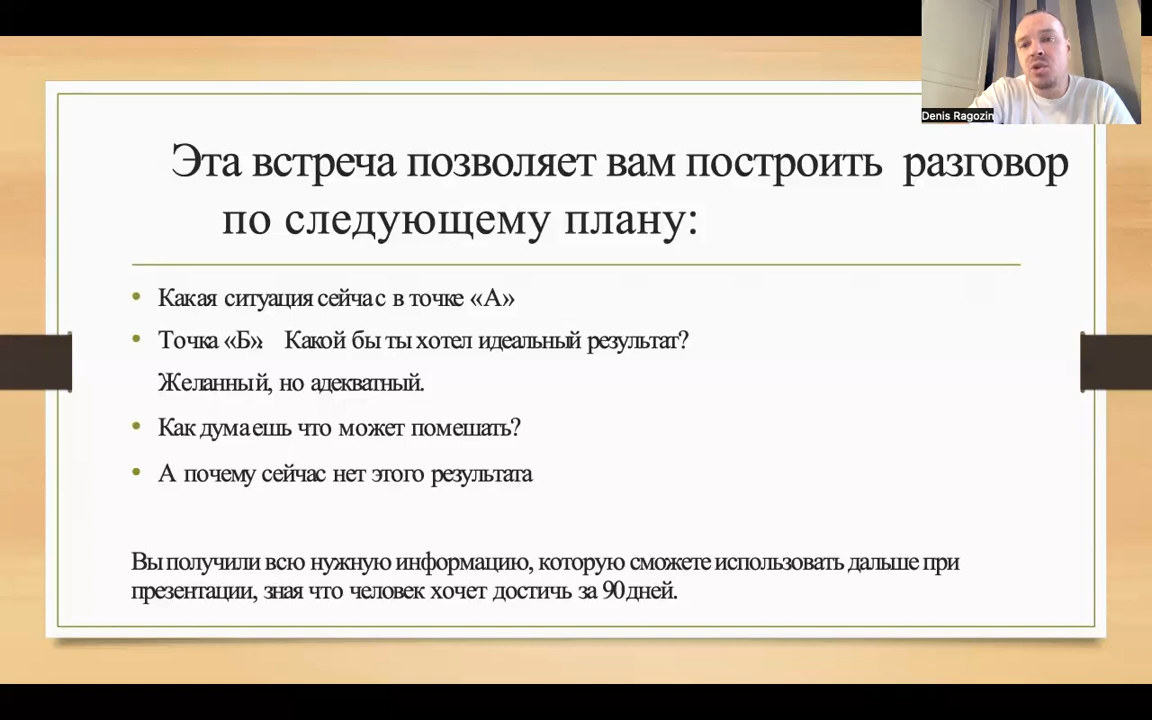 Denis Ragozin
Эта встреча позволяет вам построить разговор
по следующему плану:
• Какая ситуация сейчас в точке «А»
• Точка «Б». Какой бы ты хотел идеальный результат?
Желанный, но адекватный.
• Как думаешь что может помешать?
• А почему сейчас нет этого результата
Вы получили всю нужную информацию, которую сможете использовать дальше при
презентации, зная что человек хочет достичь за 90 дней.